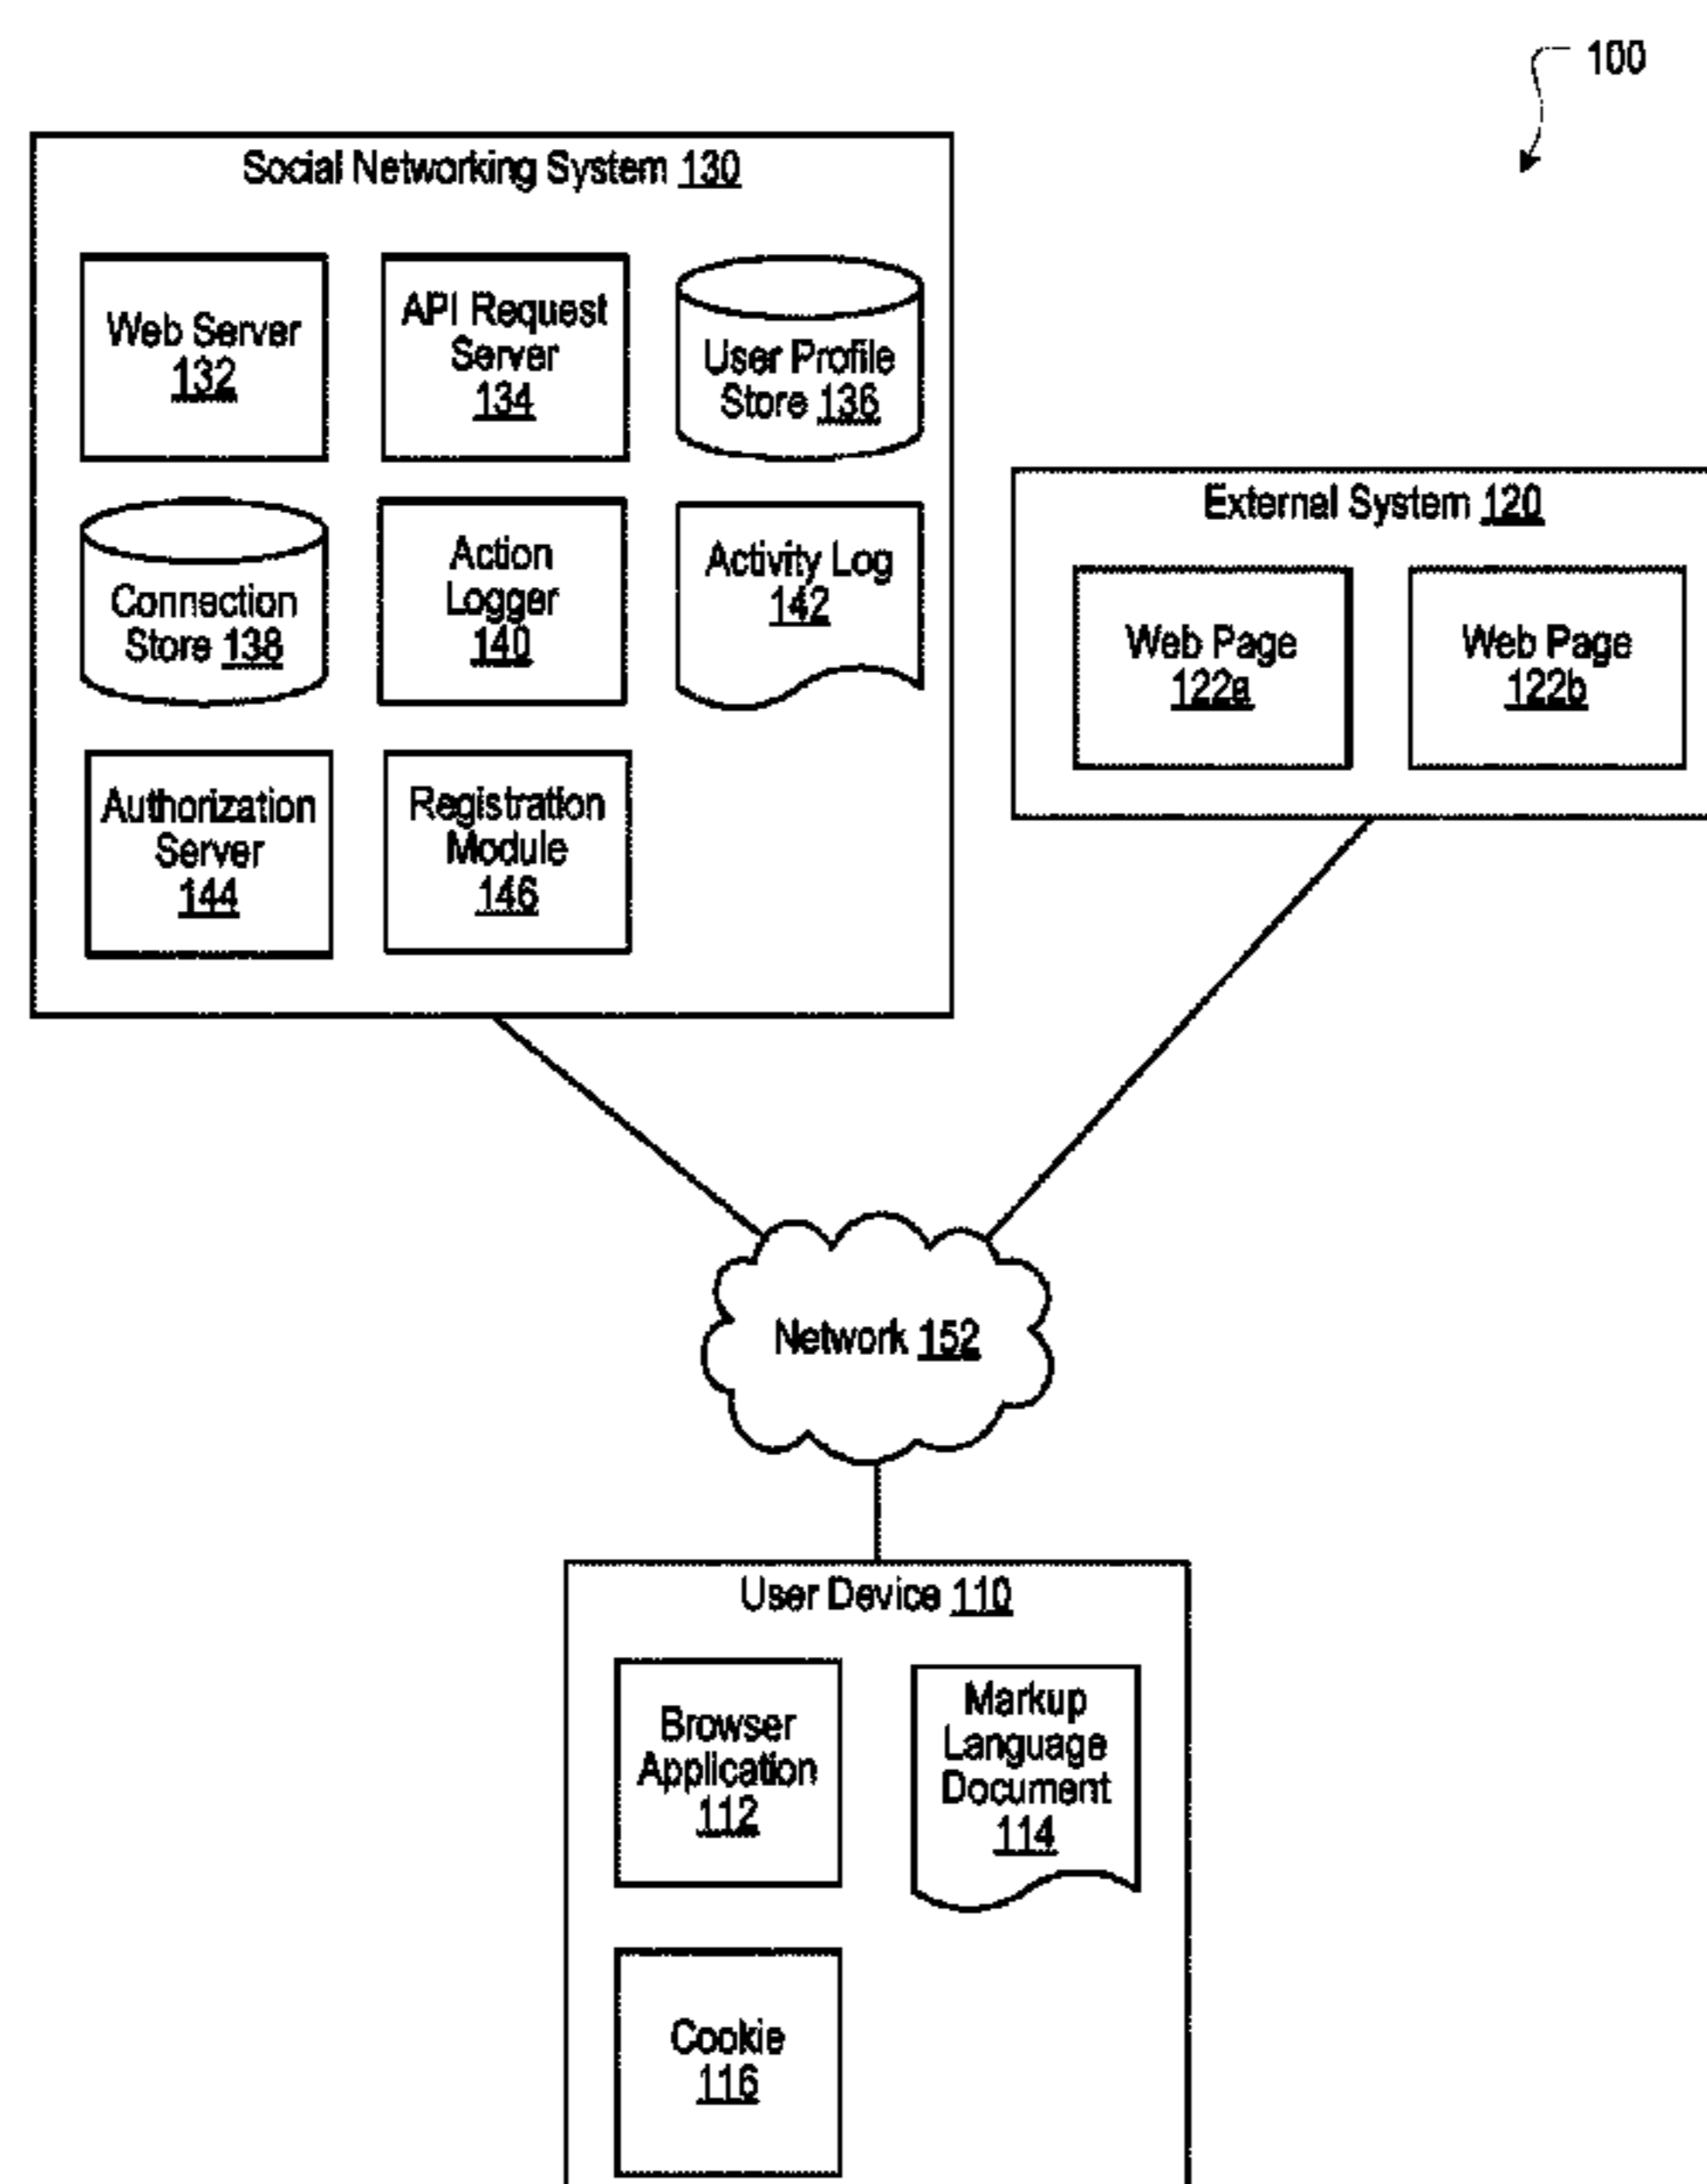 100
Social Networking System 130
Web Server
132
API Request
Server
134
User Profile
Store 136
Connection
Store 138
Action
Logger
140
Activity Log
142
Authorization
Server
144
Registration
Module
146
External System 120
Web Page
122a
Web Page
122b
Network 152
User Device 110
Browser
Application
112
Markup
Language
Document
114
Cookie
116